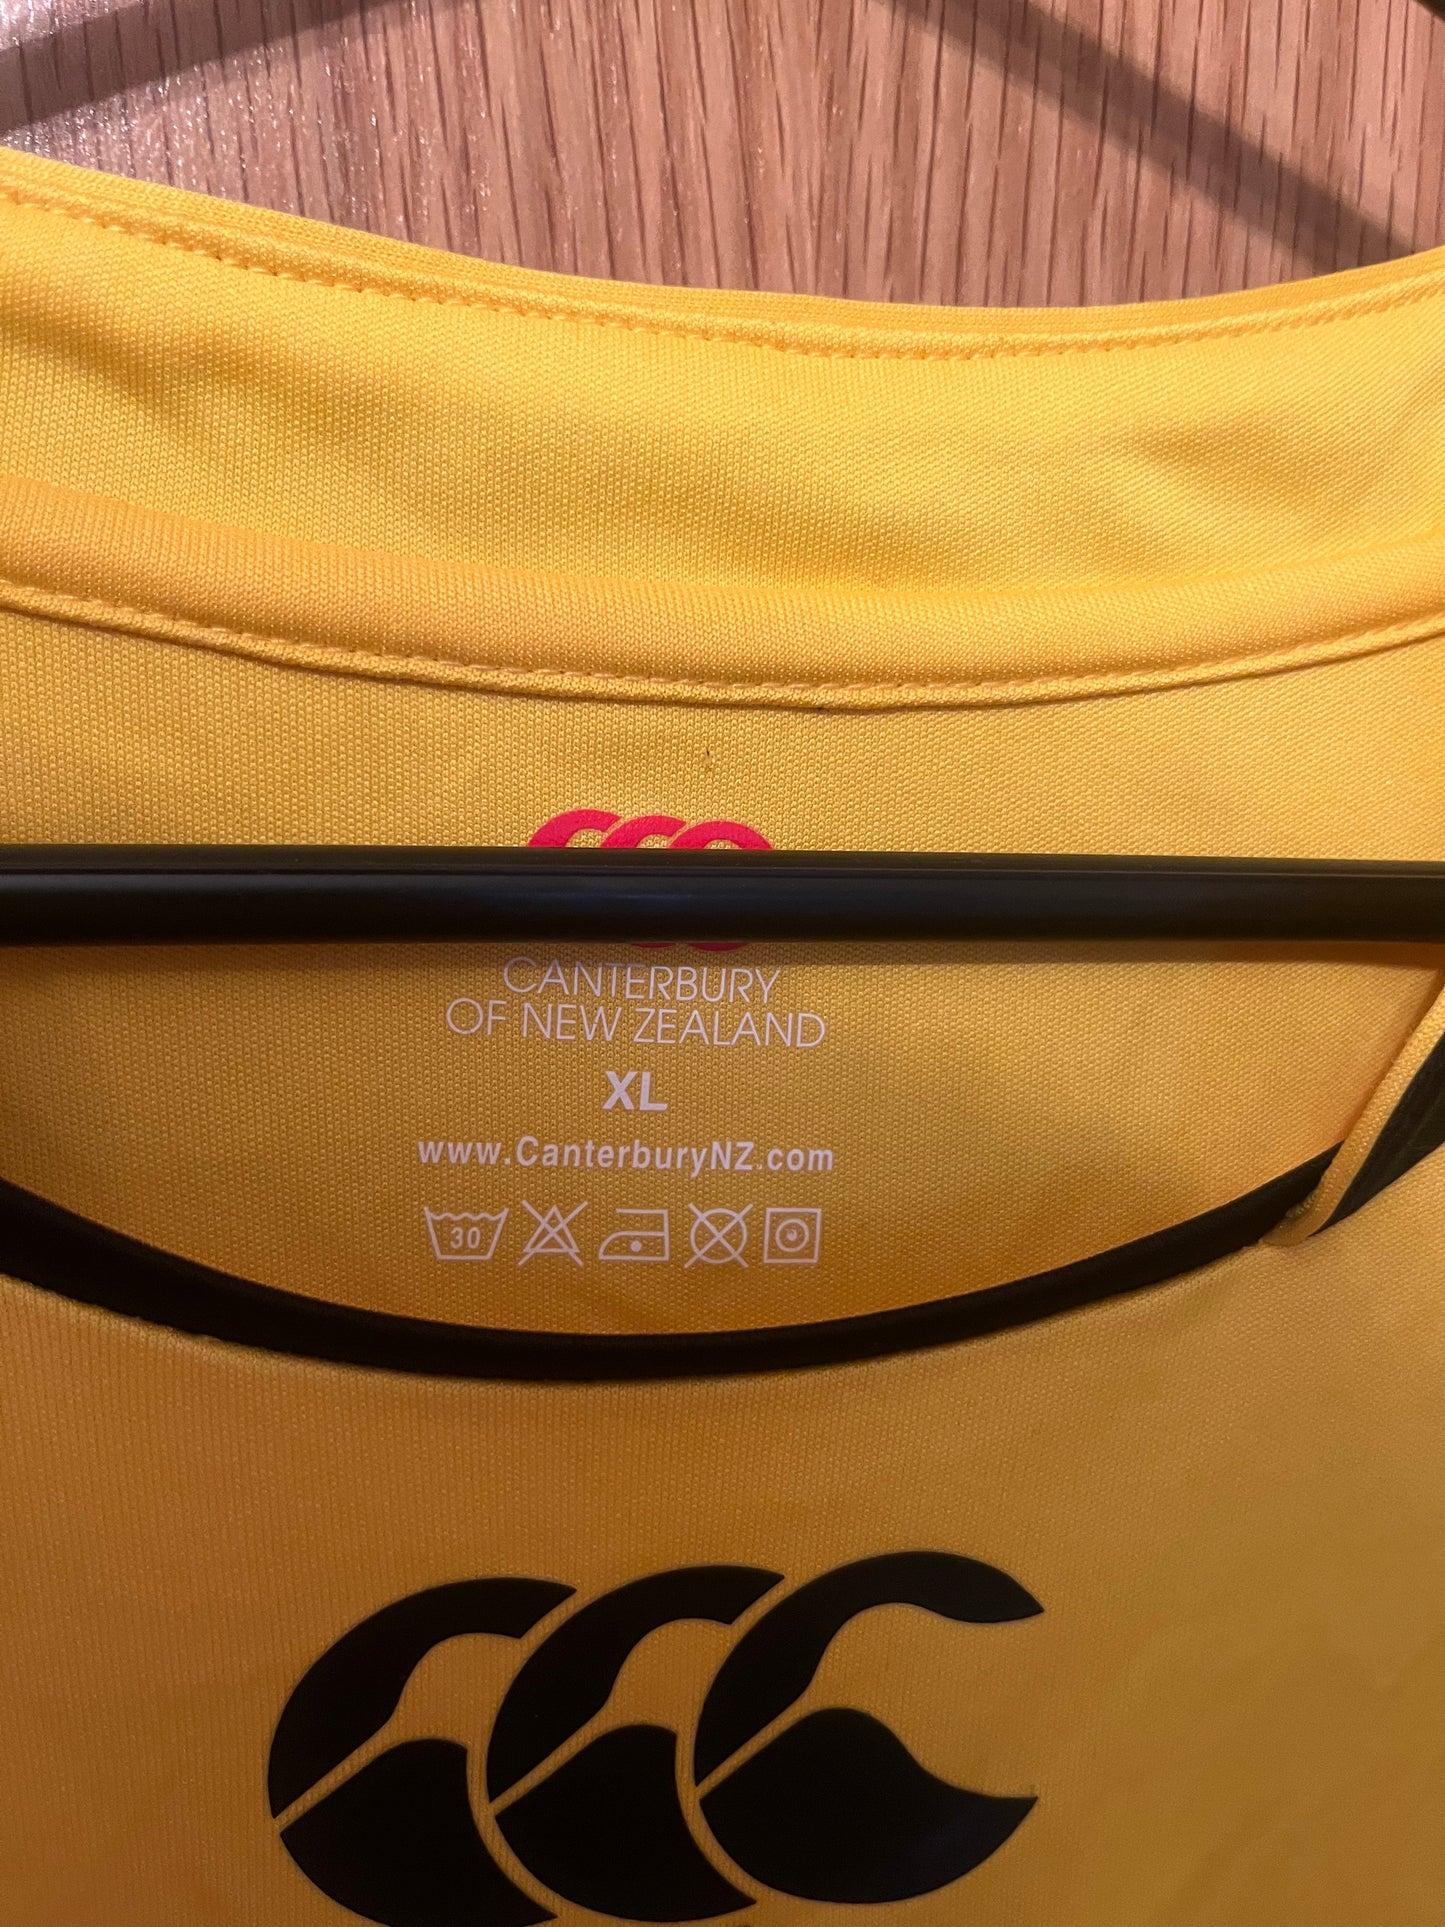 CANTERBURY
OF NEW ZEALAND
XL
www.CanterburyNZ.com
30